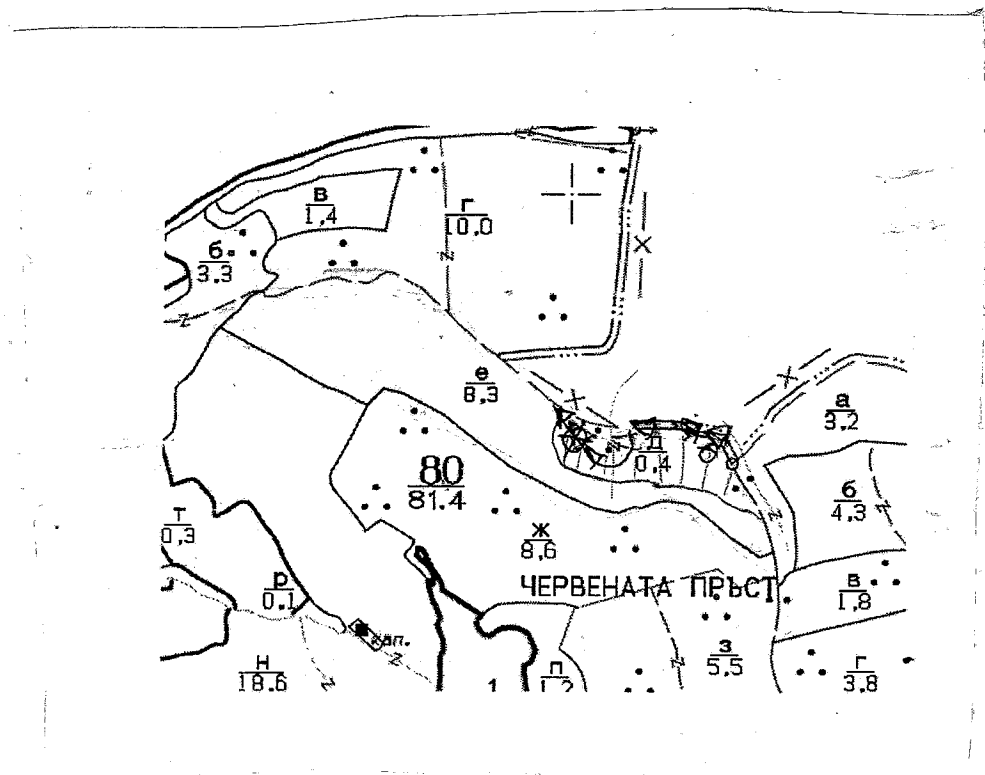 в
1,4
г
10,0
б
3,3
е
8,3
а
3,2
д
0,4
80
81.4
б
4,3
т
0,3
ж
8,6
ЧЕРВЕНАТА ПРЪСТ
в
1,8
р
0.1
з
5,5
н
18.6
п
1,2
г
3,8
1